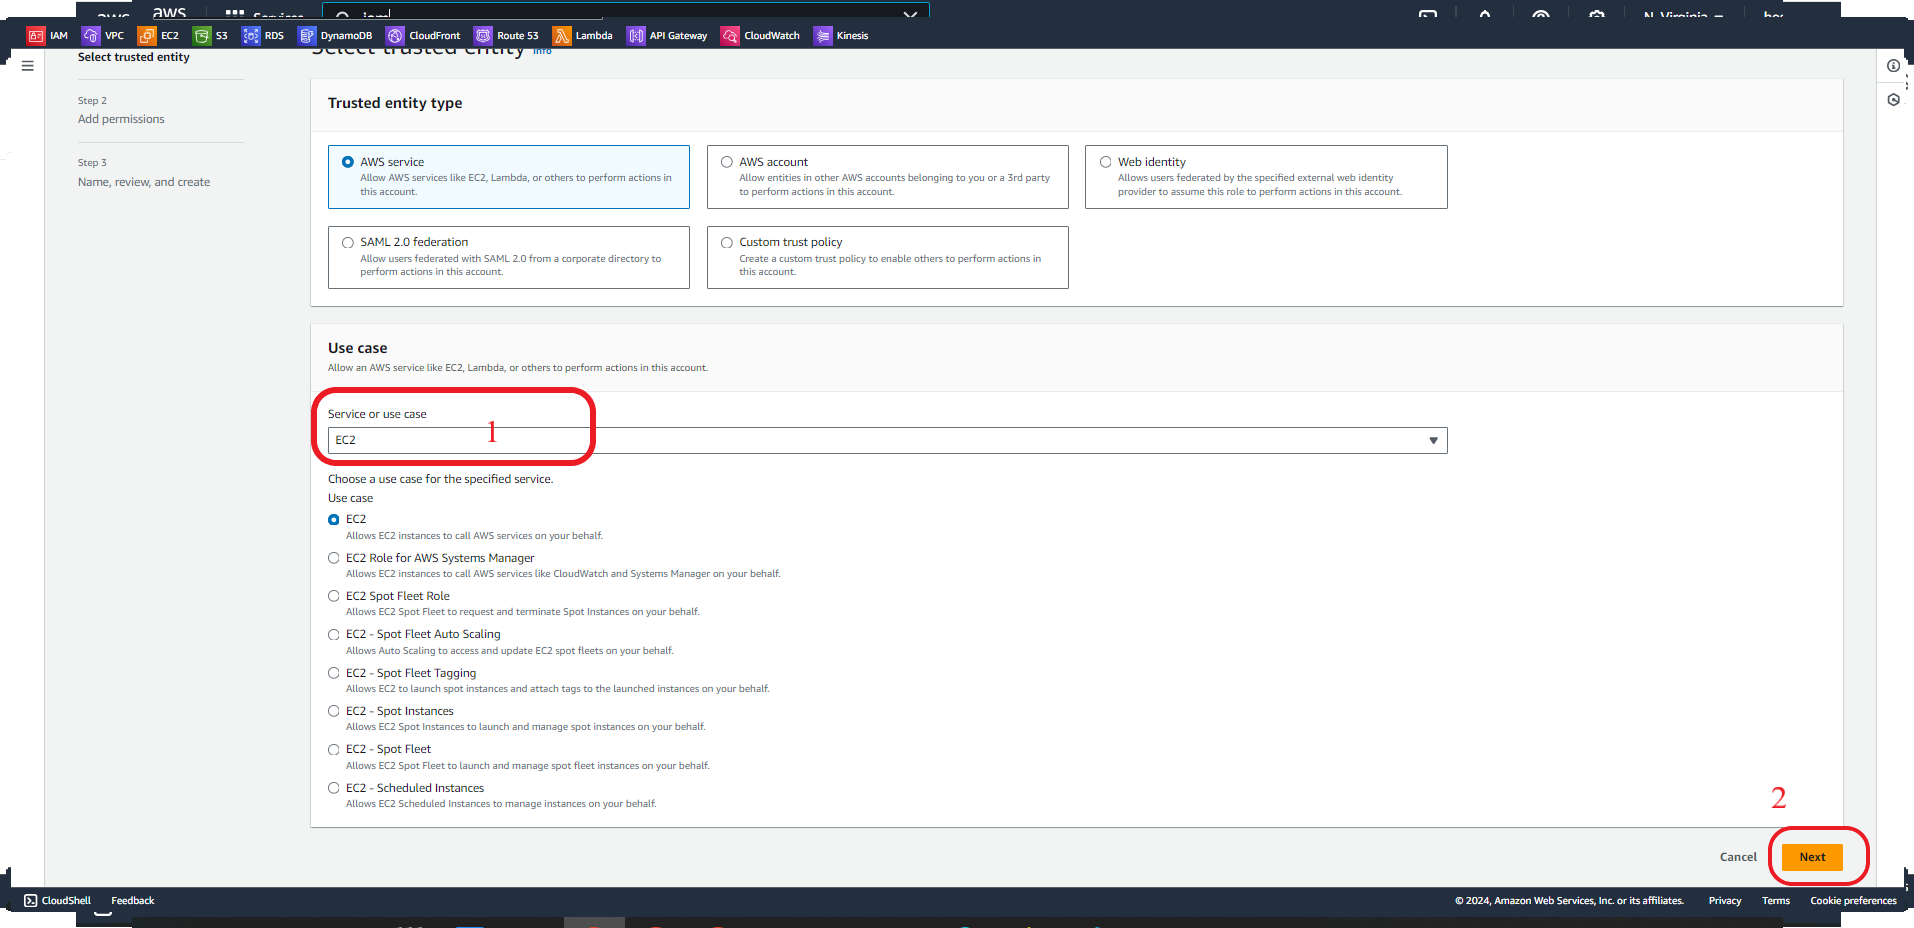 aws
Services
iam
IAM VPC EC2 S3 RDS DynamoDB CloudFront Route 53 Lambda API Gateway CloudWatch Kinesis
Select trusted entity Info
Select trusted entity
Step 2
Add permissions
Step 3
Name, review, and create
Trusted entity type
AWS service
Allow AWS services like EC2, Lambda, or others to perform actions in
this account.
AWS account
Allow entities in other AWS accounts belonging to you or a 3rd party
to perform actions in this account.
Web identity
Allows users federated by the specified external web identity
provider to assume this role to perform actions in this account.
SAML 2.0 federation
Allow users federated with SAML 2.0 from a corporate directory to
perform actions in this account.
Custom trust policy
Create a custom trust policy to enable others to perform actions in
this account.
Use case
Allow an AWS service like EC2, Lambda, or others to perform actions in this account.
Service or use case
1
EC2
Choose a use case for the specified service.
Use case
EC2
Allows EC2 instances to call AWS services on your behalf.
EC2 Role for AWS Systems Manager
Allows EC2 instances to call AWS services like CloudWatch and Systems Manager on your behalf.
EC2 Spot Fleet Role
Allows EC2 Spot Fleet to request and terminate Spot Instances on your behalf.
EC2 - Spot Fleet Auto Scaling
Allows Auto Scaling to access and update EC2 spot fleets on your behalf.
EC2 - Spot Fleet Tagging
Allows EC2 to launch spot instances and attach tags to the launched instances on your behalf.
EC2 - Spot Instances
Allows EC2 Spot Instances to launch and manage spot instances on your behalf.
EC2 - Spot Fleet
Allows EC2 Spot Fleet to launch and manage spot fleet instances on your behalf.
EC2 - Scheduled Instances
Allows EC2 Scheduled Instances to manage instances on your behalf.
2
Cancel Next
CloudShell Feedback © 2024, Amazon Web Services, Inc. or its affiliates. Privacy Terms Cookie preferences